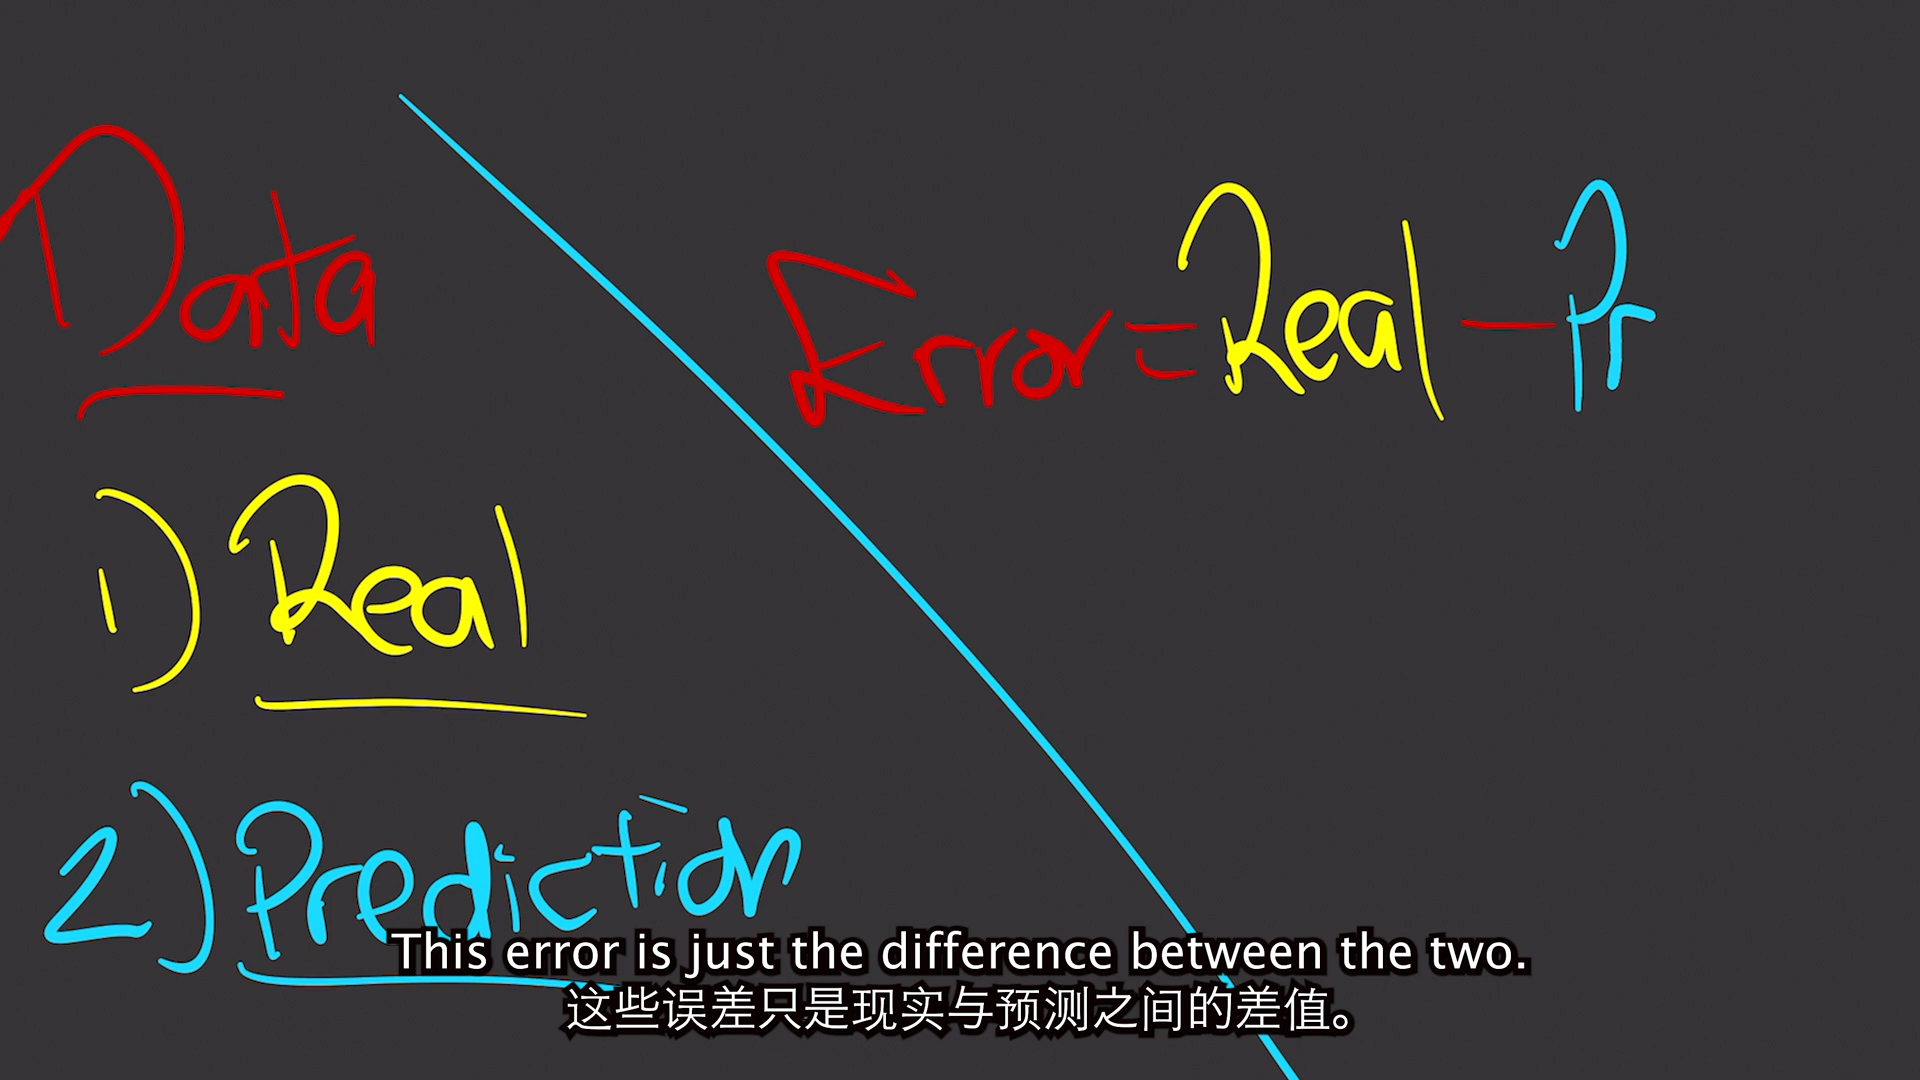 Data
Error = Real - Pr
1) Real
2) Prediction
This error is just the difference between the two.
这些误差只是现实与预测之间的差值。